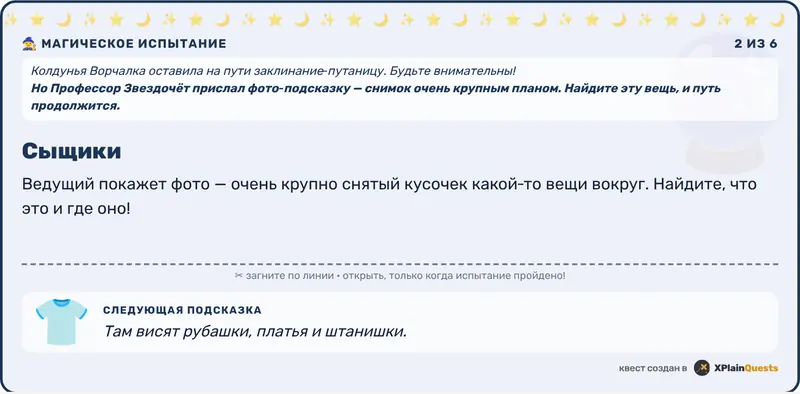 МАГИЧЕСКОЕ ИСПЫТАНИЕ
2 ИЗ 6
Колдунья Ворчалка оставила на пути заклинание-путаницу. Будьте внимательны!
Но Профессор Звездочёт прислал фото-подсказку — снимок очень крупным планом. Найдите эту вещь, и путь
продолжится.
Сыщики
Ведущий покажет фото — очень крупно снятый кусочек какой-то вещи вокруг. Найдите, что
это и где оно!
✂ загните по линии · открыть, только когда испытание пройдено!
СЛЕДУЮЩАЯ ПОДСКАЗКА
Там висят рубашки, платья и штанишки.
квест создан в XPlainQuests